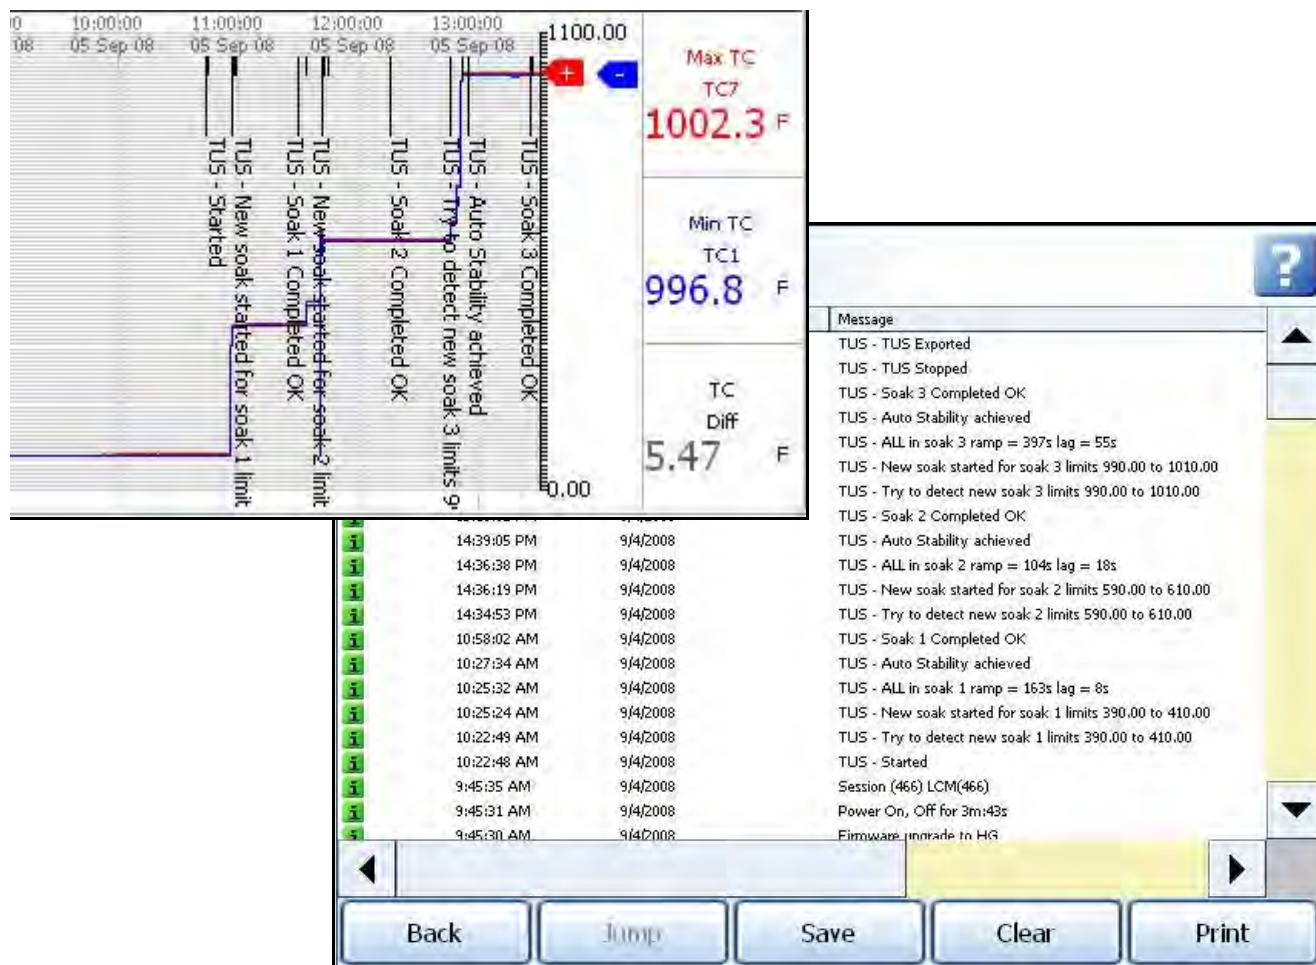 0 10:00:00 11:00:00 12:00:00 13:00:00
08 05 Sep 08 05 Sep 08 05 Sep 08 05 Sep 08
1100.00
0.00
TUS - Started
TUS - New soak started for soak 1 limit
TUS - Soak 1 Completed OK
TUS - New soak started for soak 2 limit
TUS - Soak 2 Completed OK
TUS - Try to detect new soak 3 limits 9
TUS - Auto Stability achieved
TUS - Soak 3 Completed OK
+
-
Max TC
TC7
1002.3 F
Min TC
TC1
996.8 F
TC
Diff
5.47 F
?
Message
TUS - TUS Exported
TUS - TUS Stopped
TUS - Soak 3 Completed OK
TUS - Auto Stability achieved
TUS - ALL in soak 3 ramp = 397s lag = 55s
TUS - New soak started for soak 3 limits 990.00 to 1010.00
TUS - Try to detect new soak 3 limits 990.00 to 1010.00
TUS - Soak 2 Completed OK
i 14:39:05 PM 9/4/2008 TUS - Auto Stability achieved
i 14:36:38 PM 9/4/2008 TUS - ALL in soak 2 ramp = 104s lag = 18s
i 14:36:19 PM 9/4/2008 TUS - New soak started for soak 2 limits 590.00 to 610.00
i 14:34:53 PM 9/4/2008 TUS - Try to detect new soak 2 limits 590.00 to 610.00
i 10:58:02 AM 9/4/2008 TUS - Soak 1 Completed OK
i 10:27:34 AM 9/4/2008 TUS - Auto Stability achieved
i 10:25:32 AM 9/4/2008 TUS - ALL in soak 1 ramp = 163s lag = 8s
i 10:25:24 AM 9/4/2008 TUS - New soak started for soak 1 limits 390.00 to 410.00
i 10:22:49 AM 9/4/2008 TUS - Try to detect new soak 1 limits 390.00 to 410.00
i 10:22:48 AM 9/4/2008 TUS - Started
i 9:45:35 AM 9/4/2008 Session (466) LCM(466)
i 9:45:31 AM 9/4/2008 Power On, Off for 3m:43s
i 9:45:30 AM 9/4/2008 Firmware upgrade to HG
Back Jump Save Clear Print